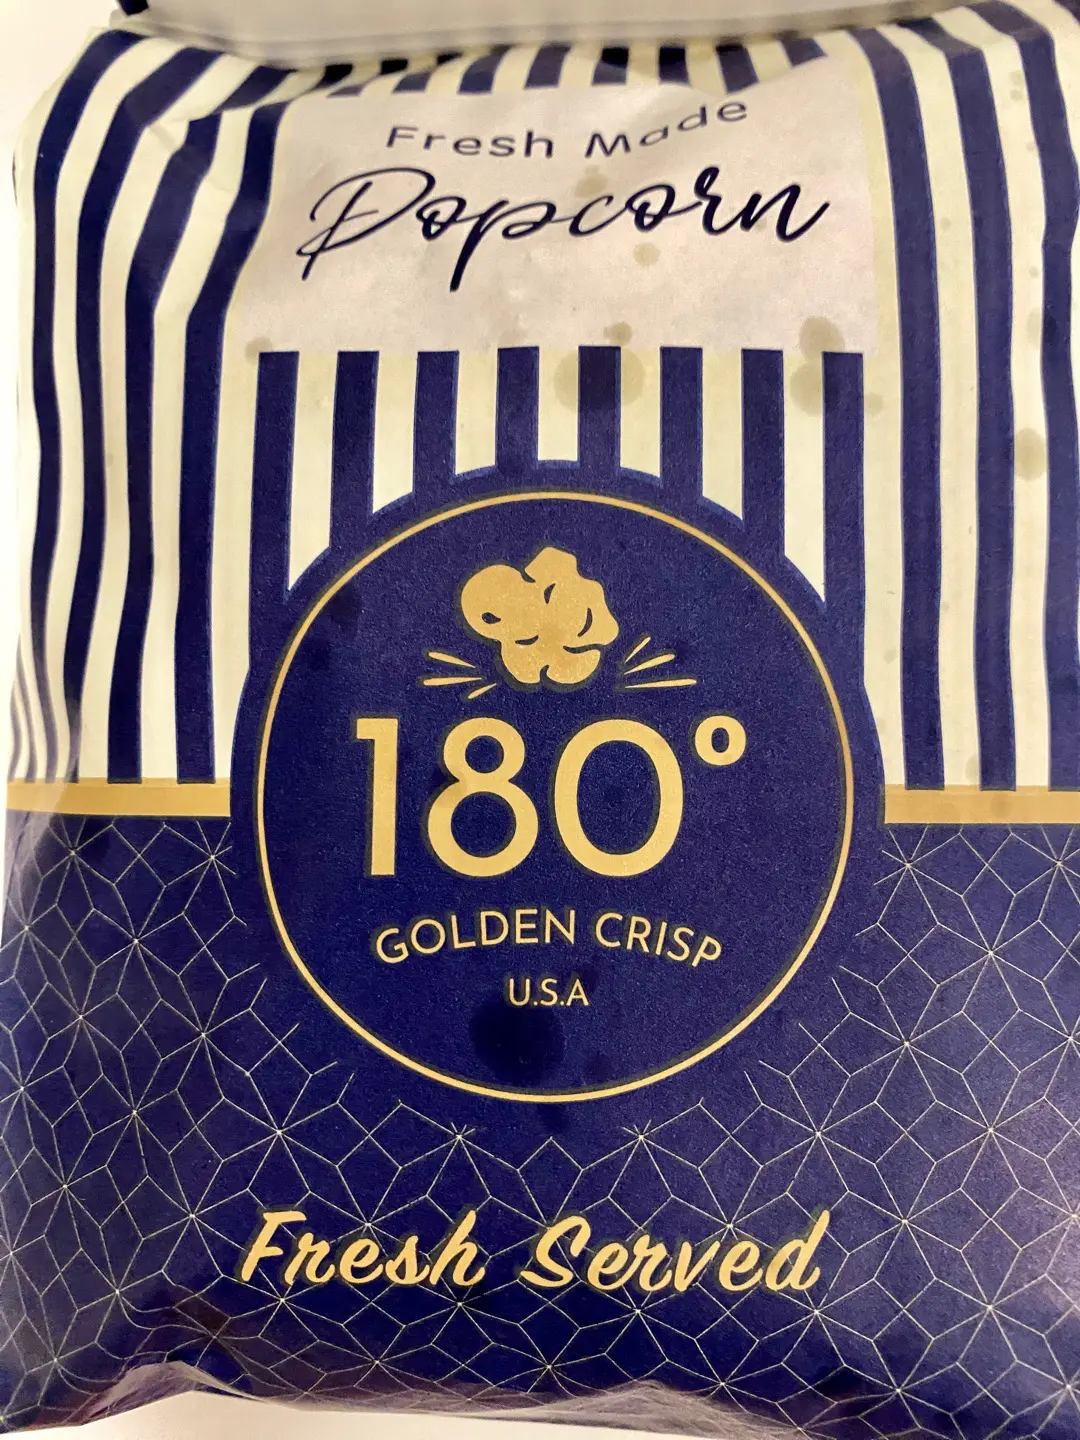 Fresh Made
Popcorn
180°
GOLDEN CRISP
U.S.A
Fresh Served